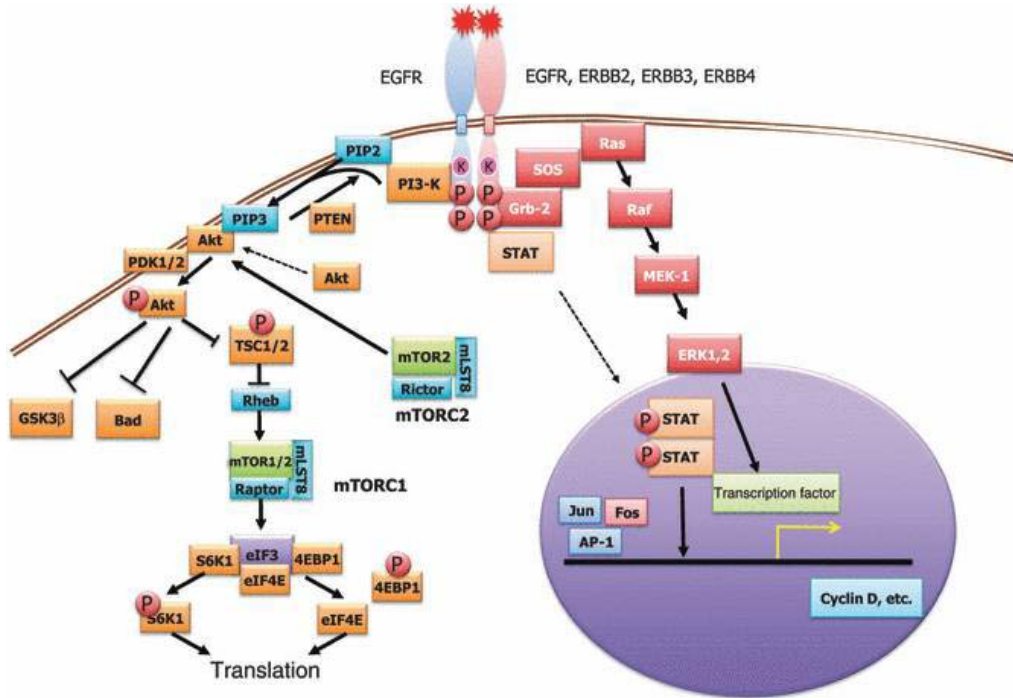 EGFR
EGFR, ERBB2, ERBB3, ERBB4
PIP2
Ras
SOS
K
K
PI3-K
P
P
Grb-2
Raf
PIP3
PTEN
P
P
Akt
STAT
PDK1/2
Akt
MEK-1
P
Akt
P
TSC1/2
mTOR2
mLST8
Rictor
mTORC2
ERK1,2
GSK3β
Bad
Rheb
P
STAT
P
STAT
mTOR1/2
mLST8
Raptor
mTORC1
Transcription factor
Jun
Fos
AP-1
S6K1
eIF3
4EBP1
eIF4E
P
4EBP1
P
S6K1
eIF4E
Cyclin D, etc.
Translation